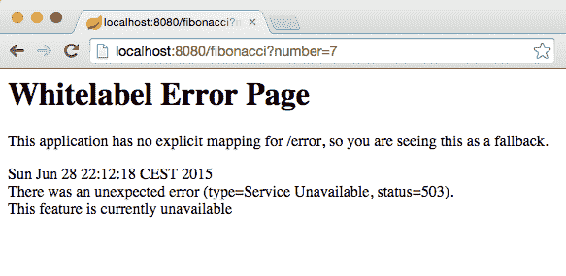 localhost:8080/fibonacci?n
localhost:8080/fibonacci?number=7
Whitelabel Error Page
This application has no explicit mapping for /error, so you are seeing this as a fallback.
Sun Jun 28 22:12:18 CEST 2015
There was an unexpected error (type=Service Unavailable, status=503).
This feature is currently unavailable